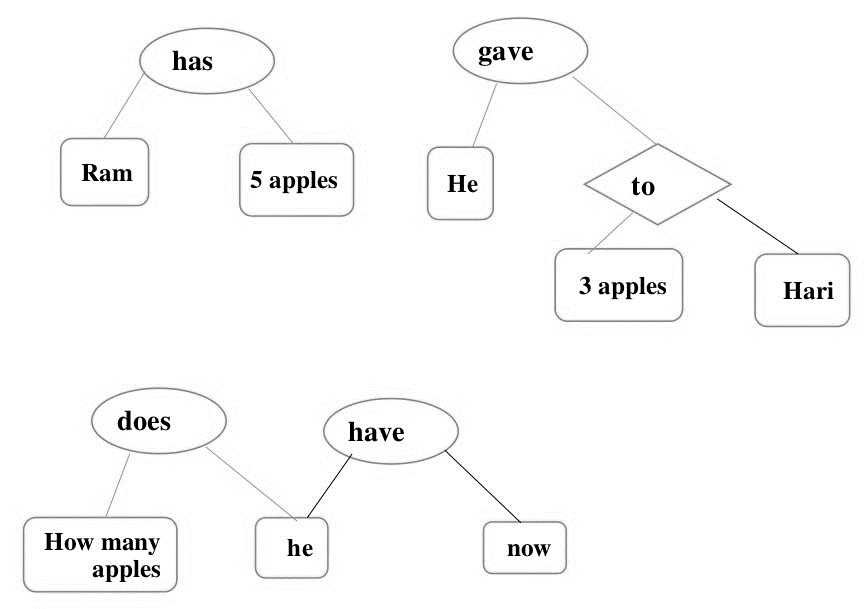 has
gave
Ram
5 apples
He
to
3 apples
Hari
does
have
How many
apples
he
now